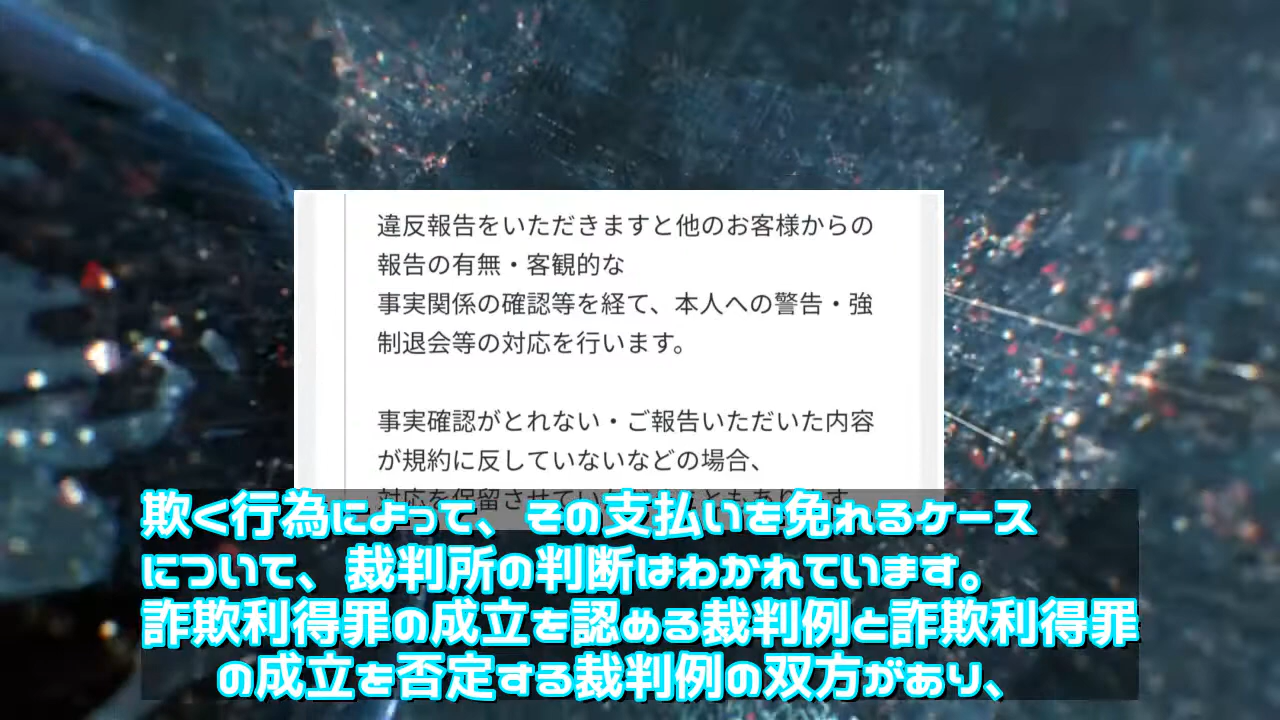 違反報告をいただきますと他のお客様からの
報告の有無・客観的な
事実関係の確認等を経て、本人への警告・強
制退会等の対応を行います。
事実確認がとれない・ご報告いただいた内容
が規約に反していないなどの場合、
欺く行為によって、その支払いを免れるケース
について、裁判所の判断はわかれています。
詐欺利得罪の成立を認める裁判例と詐欺利得罪
の成立を否定する裁判例の双方があり、